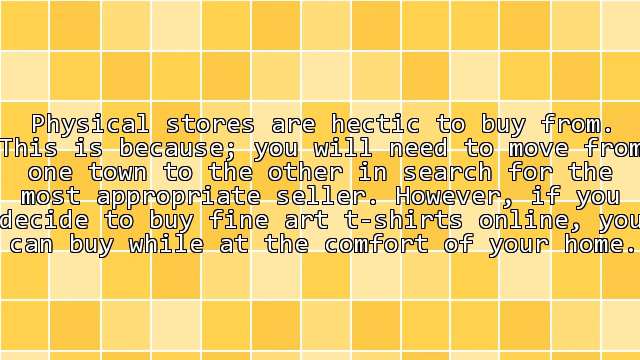 Physical stores are hectic to buy from.
This is because; you will need to move from
one town to the other in search for the
most appropriate seller. However, if you
decide to buy fine art t-shirts online, you
can buy while at the comfort of your home.